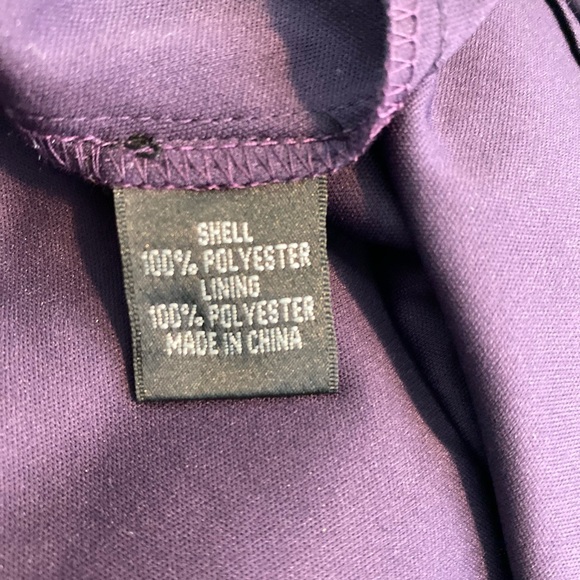 SHELL
100% POLYESTER
LINING
100% POLYESTER
MADE IN CHINA